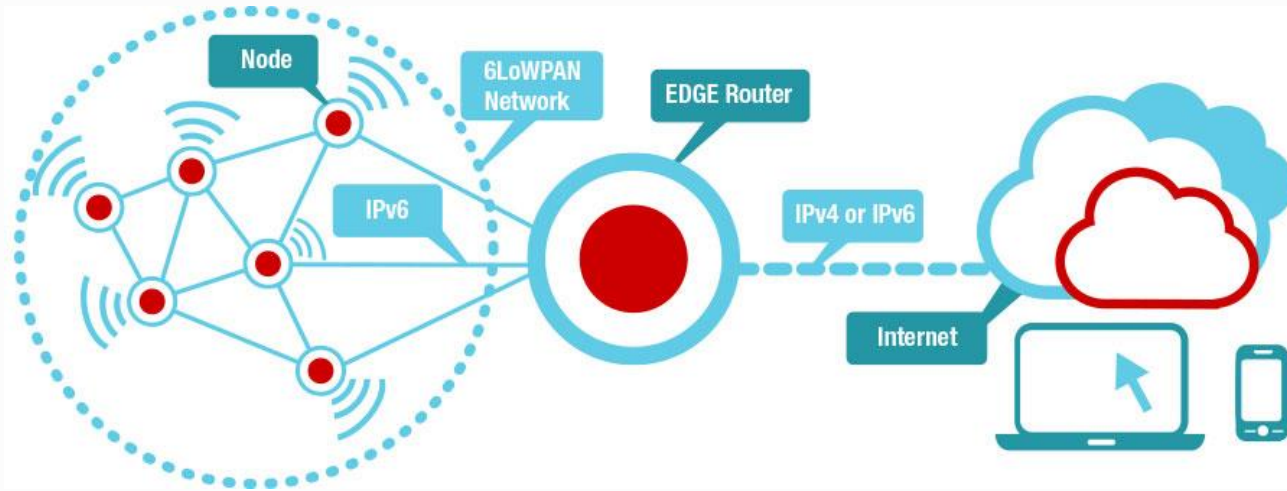 Node
6LoWPAN
Network
EDGE Router
IPv6
IPv4 or IPv6
Internet